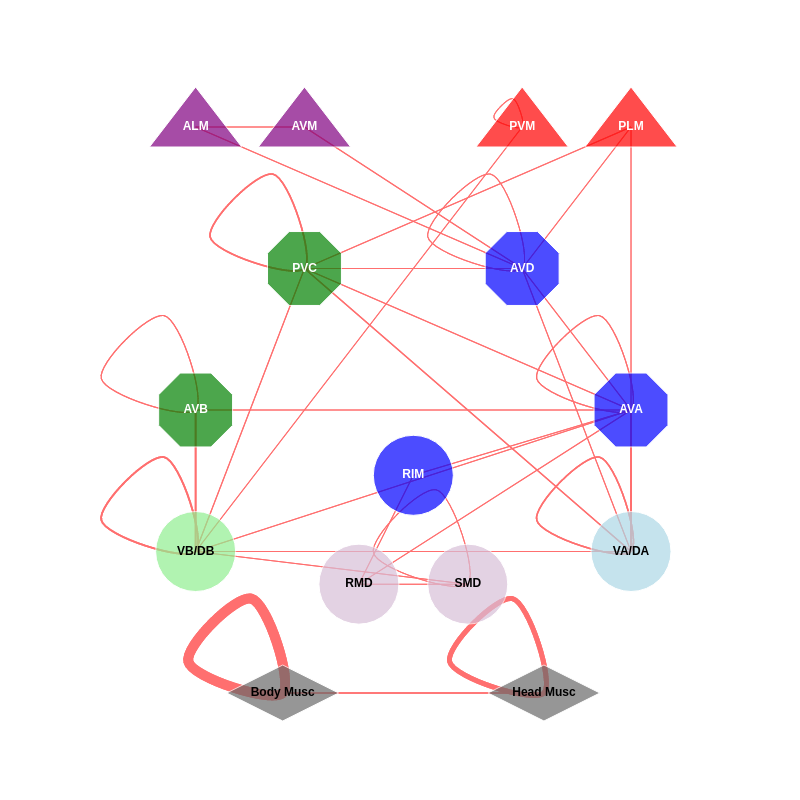 ALM
AVM
PVM
PLM
PVC
AVD
AVB
AVA
RIM
VB/DB
VA/DA
RMD
SMD
Body Musc
Head Musc